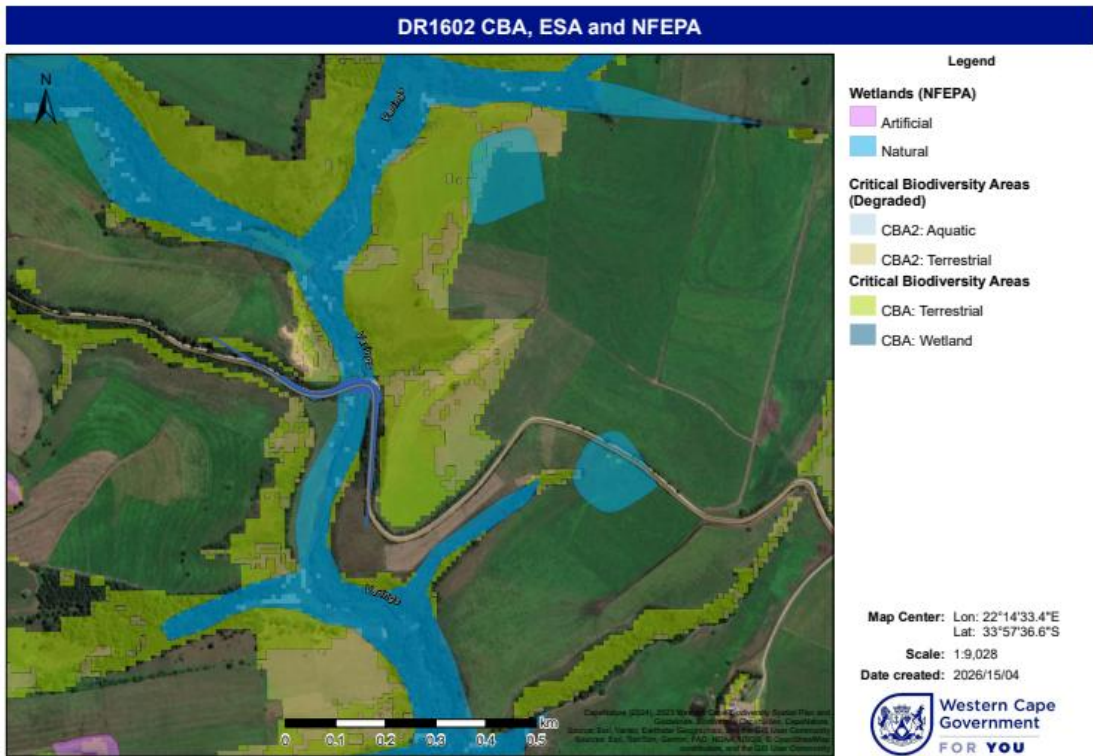 DR1602 CBA, ESA and NFEPA
N
Varings
Varings
Varings
0 0.1 0.2 0.3 0.4 0.5
km
Legend
Wetlands (NFEPA)
Artificial
Natural
Critical Biodiversity Areas
(Degraded)
CBA2: Aquatic
CBA2: Terrestrial
Critical Biodiversity Areas
CBA: Terrestrial
CBA: Wetland
Map Center: Lon: 22°14'33.4"E
Lat: 33°57'36.6"S
Scale: 1:9,028
Date created: 2026/15/04
Western Cape
Government
FOR YOU